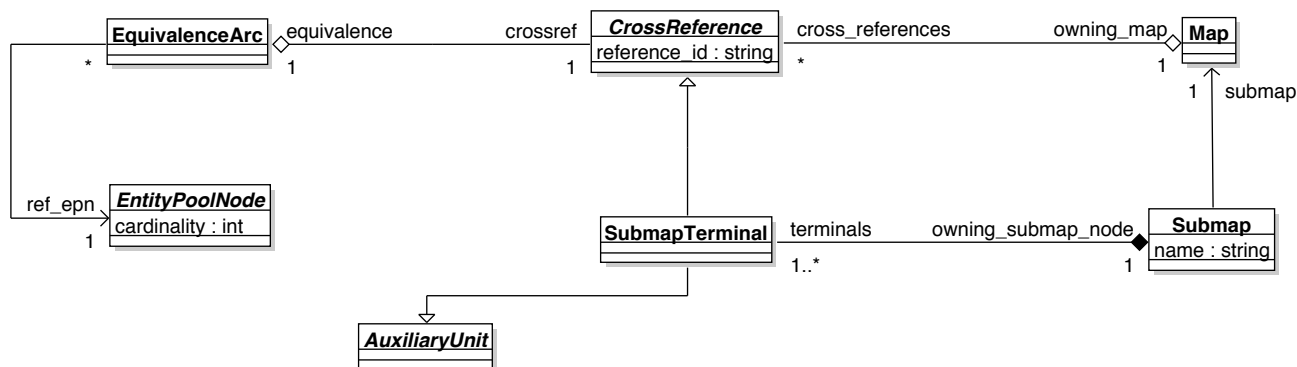 EquivalenceArc
equivalence
crossref
*
1
1
CrossReference
reference_id : string
cross_references
owning_map
*
1
Map
1
submap
ref_epn
1
EntityPoolNode
cardinality : int
SubmapTerminal
terminals
owning_submap_node
1..*
1
Submap
name : string
AuxiliaryUnit